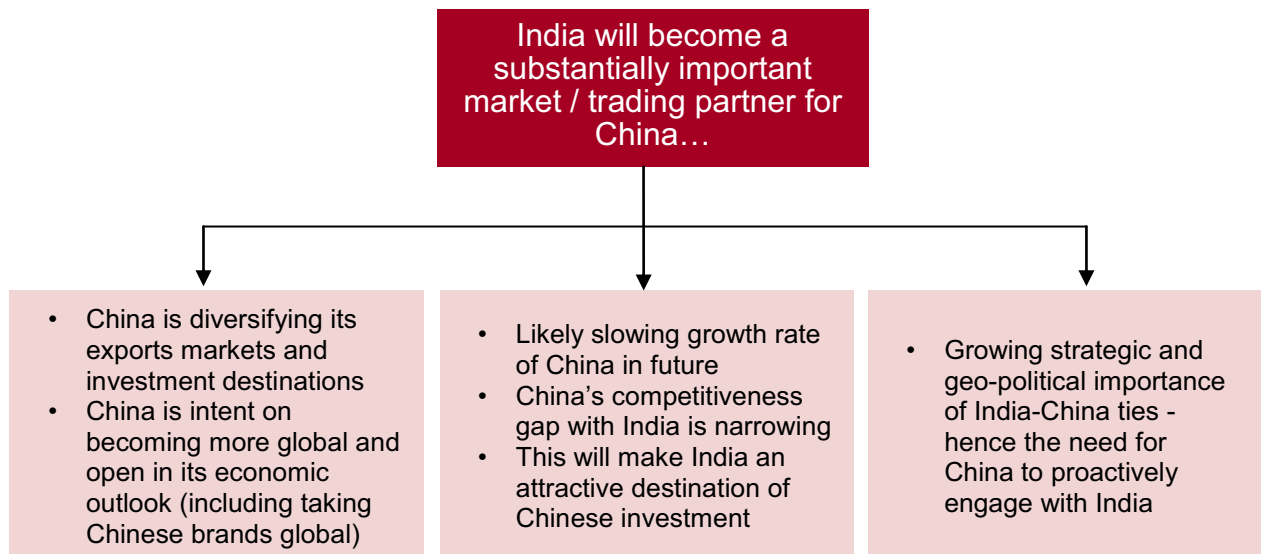 India will become a
substantially important
market / trading partner for
China…
• China is diversifying its
exports markets and
investment destinations
• China is intent on
becoming more global and
open in its economic
outlook (including taking
Chinese brands global)
• Likely slowing growth rate
of China in future
• China’s competitiveness
gap with India is narrowing
• This will make India an
attractive destination of
Chinese investment
• Growing strategic and
geo-political importance
of India-China ties -
hence the need for
China to proactively
engage with India